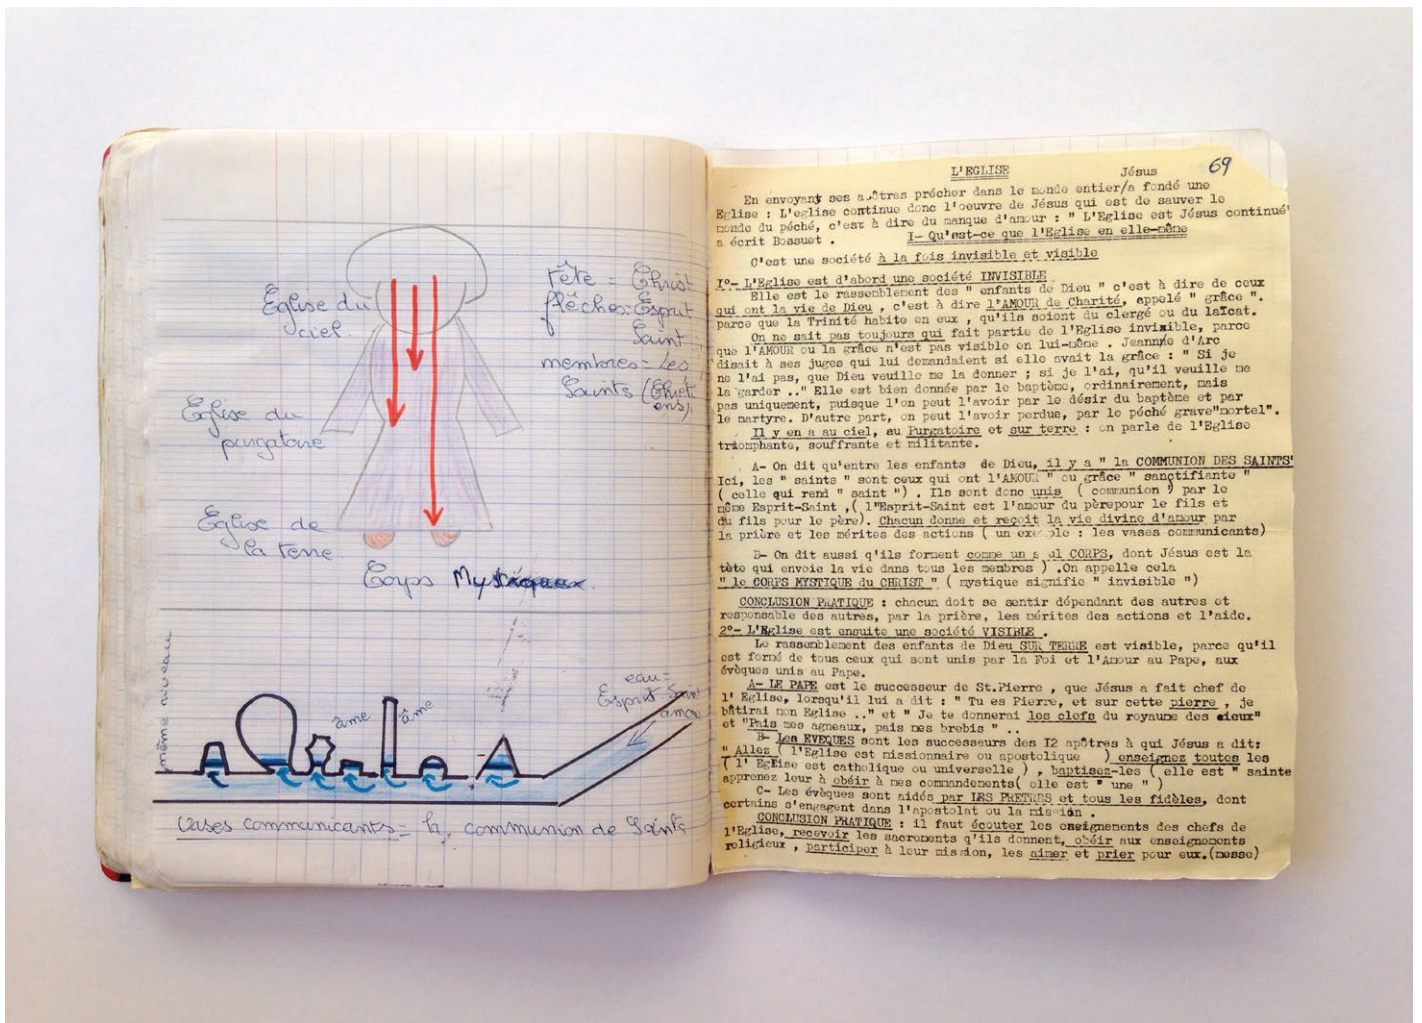 Eglise du
ciel.
Tête = Christ
flèches: Esprit
Saint
membres = Les
Saints (Chréti
ens)
Eglise du
purgatoire
Eglise de
la terre
Corps Mystique
même niveau
âme
âme
eau =
Esprit-Saint
amour
Vases communicants = la communion de Saints
69
L'EGLISE Jésus
En envoyant ses apôtres précher dans le monde entier/a fondé une
Eglise : L'eglise continue donc l'oeuvre de Jésus qui est de sauver le
monde du péché, c'est à dire du manque d'amour : " L'Eglise est Jésus continué"
a écrit Bossuet . I- Qu'est-ce que l'Eglise en elle-même
C'est une société à la fois invisible et visible
I°- L'Eglise est d'abord une société INVISIBLE
Elle est le rassemblement des " enfants de Dieu " c'est à dire de ceux
qui ont la vie de Dieu , c'est à dire l'AMOUR de Charité, appelé " grâce ".
parce que la Trinité habite en eux , qu'ils soient du clergé ou du laïcat.
On ne sait pas toujours qui fait partie de l'Eglise invisible, parce
que l'AMOUR ou la grâce n'est pas visible en lui-même . Jeannne d'Arc
disait à ses juges qui lui demandaient si elle avait la grâce : " Si je
ne l'ai pas, que Dieu veuille me la donner ; si je l'ai, qu'il veuille me
la garder .." Elle est bien donnée par le baptème, ordinairement, mais
pas uniquement, puisque l'on peut l'avoir par le désir du baptème et par
le martyre. D'autre part, on peut l'avoir perdue, par le péché grave"mortel".
Il y en a au ciel, au Purgatoire et sur terre : on parle de l'Eglise
triomphante, souffrante et militante.
A- On dit qu'entre les enfants de Dieu, il y a " la COMMUNION DES SAINTS"
Ici, les " saints " sont ceux qui ont l'AMOUR " ou grâce " sanctifiante "
( celle qui rend " saint ") . Ils sont donc unis ( communion ) par le
même Esprit-Saint ,( l'Esprit-Saint est l'amour du pèrepour le fils et
du fils pour le père). Chacun donne et reçoit la vie divine d'amour par
la prière et les mérites des actions ( un exemple : les vases communicants)
B- On dit aussi q'ils forment comme un seul CORPS, dont Jésus est la
tète qui envoie la vie dans tous les membres ) .On appelle cela
" le CORPS MYSTIQUE du CHRIST " ( mystique signifie " invisible ")
CONCLUSION PRATIQUE : chacun doit se sentir dépendant des autres et
responsable des autres, par la prière, les mérites des actions et l'aide.
2°- L'Eglise est ensuite une société VISIBLE .
Le rassemblement des enfants de Dieu SUR TERRE est visible, parce qu'il
est formé de tous ceux qui sont unis par la Foi et l'Amour au Pape, aux
évèques unis au Pape.
A- LE PAPE est le successeur de St.Pierre , que Jésus a fait chef de
l' Eglise, lorsqu'il lui a dit : " Tu es Pierre, et sur cette pierre , je
bâtirai mon Eglise .." et " Je te donnerai les clefs du royaume des cieux"
et "Pais mes agneaux, pais mes brebis " ..
B- Les EVEQUES sont les successeurs des I2 apôtres à qui Jésus a dit:
" Allez ( l'Eglise est missionnaire ou apostolique ) enseignez toutes les
( l' Eglise est catholique ou universelle ) , baptisez-les ( elle est " sainte
apprenez leur à obéir à mes commandements( elle est " une " )
C- Les évèques sont aidés par LES PRETRES et tous les fidèles, dont
certains s'engagent dans l'apostolat ou la mission .
CONCLUSION PRATIQUE : il faut écouter les enseignements des chefs de
l'Eglise, recevoir les sacrements qu'ils donnent, obéir aux enseignements
religieux , participer à leur mission, les aimer et prier pour eux.(messe)